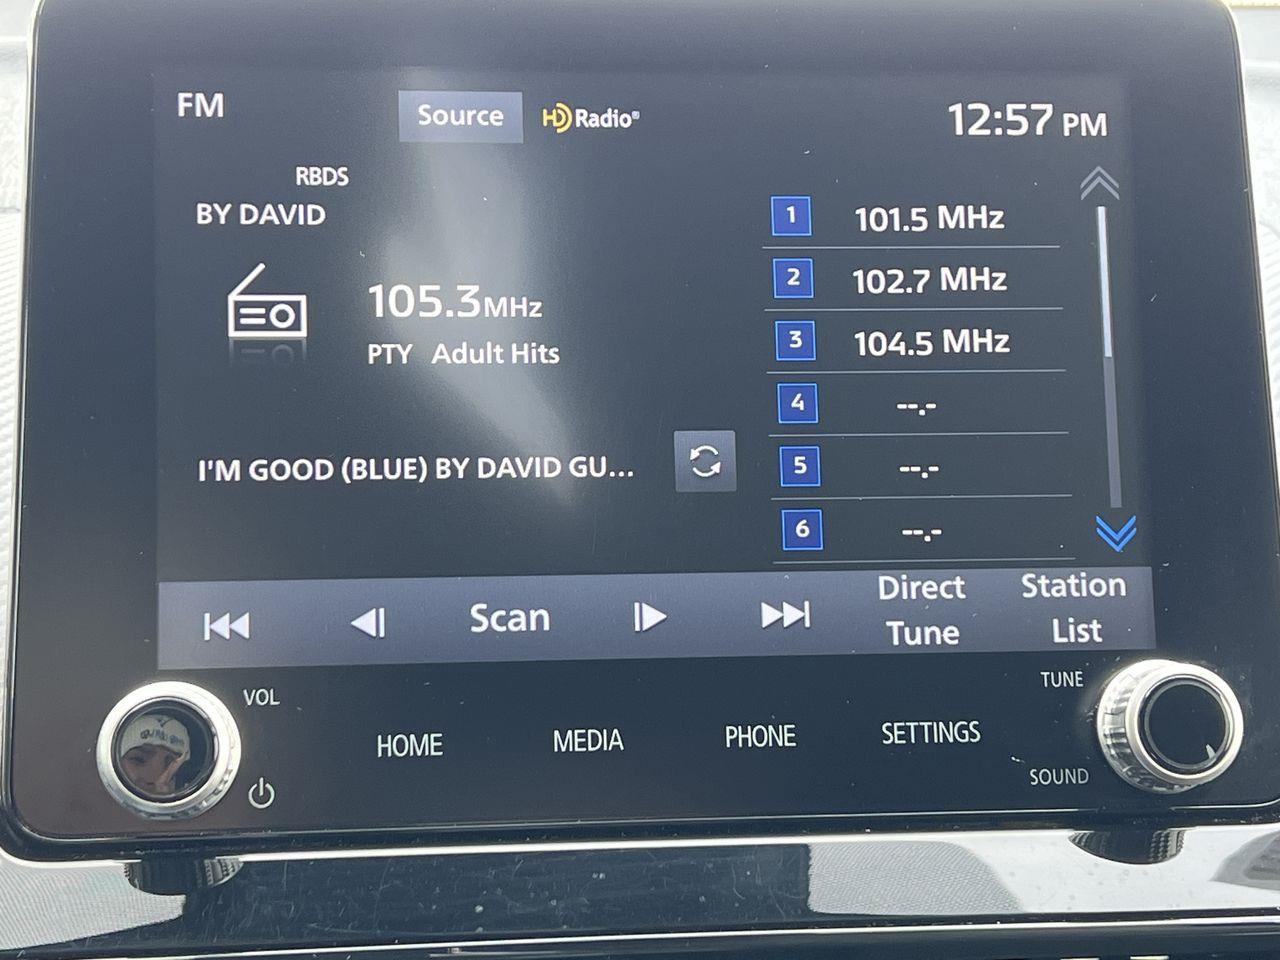 FM
Source
HD Radio®
12:57 PM
RBDS
BY DAVID
105.3 MHz
PTY Adult Hits
I'M GOOD (BLUE) BY DAVID GU...
1 101.5 MHz
2 102.7 MHz
3 104.5 MHz
4 --.-
5 --.-
6 --.-
Scan
Direct
Tune
Station
List
VOL
HOME
MEDIA
PHONE
SETTINGS
TUNE
SOUND